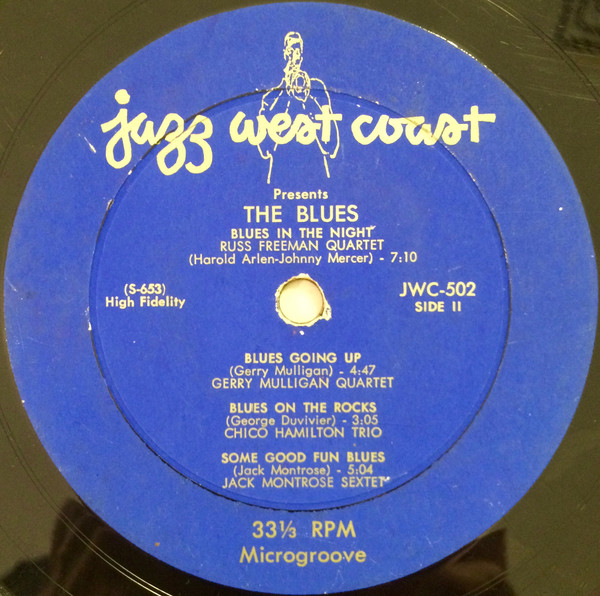 jazz west coast
Presents
THE BLUES
BLUES IN THE NIGHT
RUSS FREEMAN QUARTET
(Harold Arlen-Johnny Mercer) - 7:10
(S-653)
High Fidelity
JWC-502
SIDE II
BLUES GOING UP
(Gerry Mulligan) - 4:47
GERRY MULLIGAN QUARTET
BLUES ON THE ROCKS
(George Duvivier) - 3:05
CHICO HAMILTON TRIO
SOME GOOD FUN BLUES
(Jack Montrose) - 5:04
JACK MONTROSE SEXTET
33⅓ RPM
Microgroove